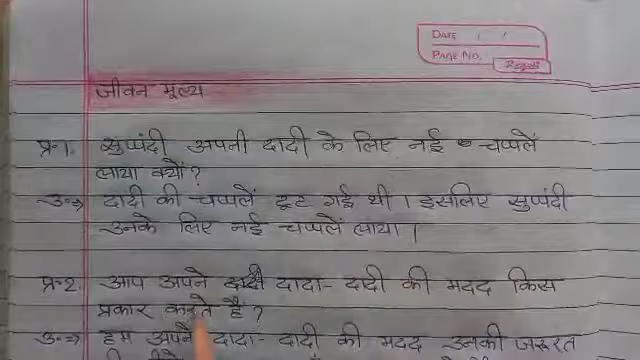 DATE / /
PAGE NO.
जीवन मूल्य
प्र॰1. सुप्पंदी अपनी दादी के लिए नई चप्पलें
लाया क्यों?
उ॰⇒ दादी की चप्पलें टूट गई थी । इसलिए सुप्पंदी
उनके लिए नई चप्पलें लाया ।
प्र॰2. आप अपने दादा- दादी की मदद किस
प्रकार करते है?
उ॰⇒ हम अपने दादा- दादी की मदद उनकी जरूरत